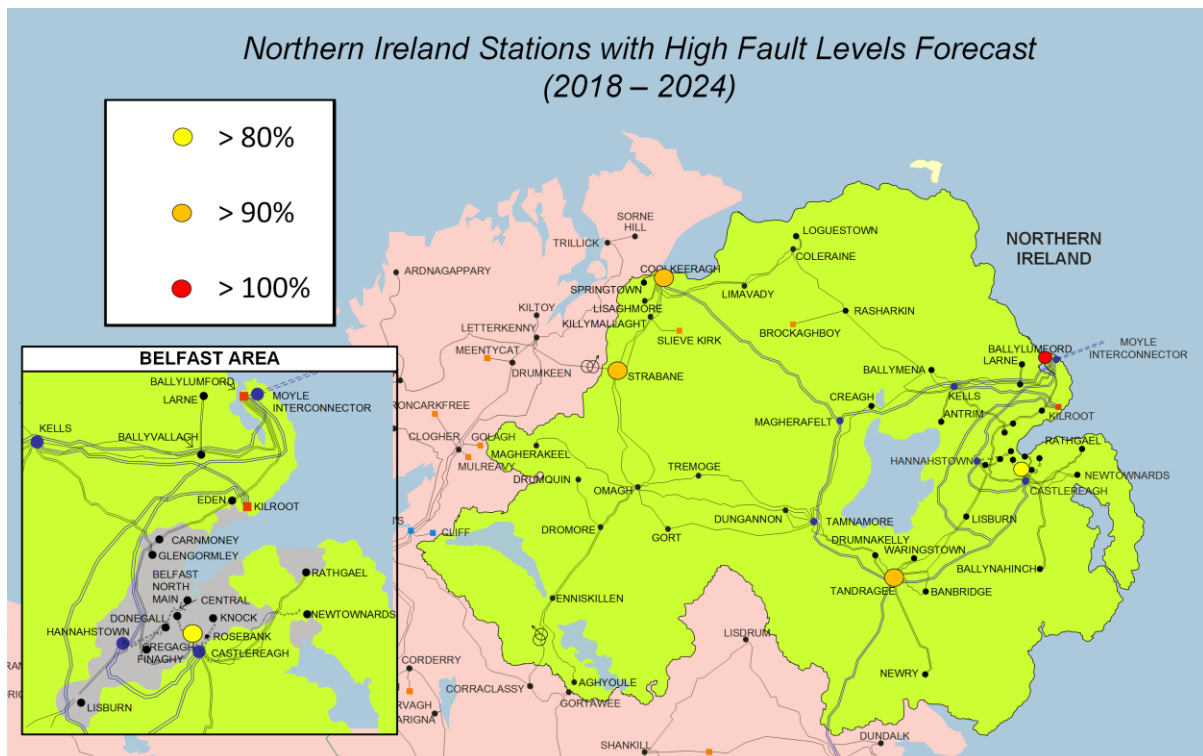 Northern Ireland Stations with High Fault Levels Forecast
(2018 – 2024)
> 80%
> 90%
> 100%
SORNE
HILL
TRILLICK
LOGUESTOWN
COLERAINE
NORTHERN
IRELAND
ARDNAGAPPARY
COOLKEERAGH
SPRINGTOWN
LIMAVADY
LISAGHMORE
KILTOY
KILLYMALLAGHT
RASHARKIN
LETTERKENNY
SLIEVE KIRK
BROCKAGHBOY
MEENTYCAT
DRUMKEEN
STRABANE
BALLYLUMFORD
LARNE
MOYLE
INTERCONNECTOR
BALLYMENA
KELLS
CREAGH
ANTRIM
KILROOT
MAGHERAFELT
CLOGHER
GOLAGH
MULREAVY
MAGHERAKEEL
RATHGAEL
HANNAHSTOWN
NEWTOWNARDS
CASTLEREAGH
DRUMQUIN
TREMOGE
OMAGH
DROMORE
GORT
DUNGANNON
TAMNAMORE
LISBURN
CLIFF
DRUMNAKELLY
WARINGSTOWN
BALLYNAHINCH
TANDRAGEE
BANBRIDGE
ENNISKILLEN
LISDRUM
NEWRY
CORDERRY
CORRACLASSY
AGHYOULE
GORTAWEE
SHANKILL
DUNDALK
BELFAST AREA
BALLYLUMFORD
LARNE
MOYLE
INTERCONNECTOR
KELLS
BALLYVALLAGH
EDEN
KILROOT
CARNMONEY
GLENGORMLEY
BELFAST
NORTH
MAIN
RATHGAEL
CENTRAL
DONEGALL
KNOCK
NEWTOWNARDS
HANNAHSTOWN
ROSEBANK
CREGAGH
FINAGHY
CASTLEREAGH
LISBURN